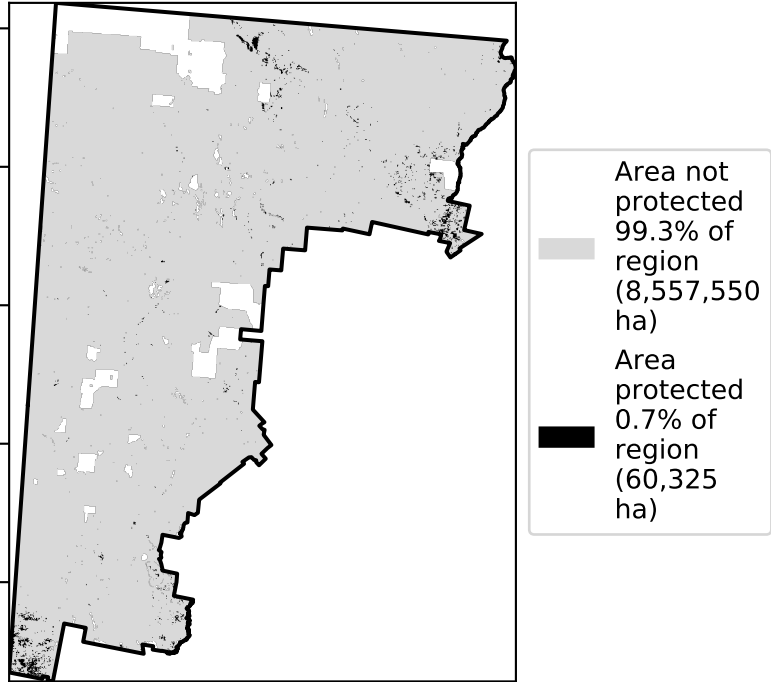 Area not
protected
99.3% of
region
(8,557,550
ha)
Area
protected
0.7% of
region
(60,325
ha)